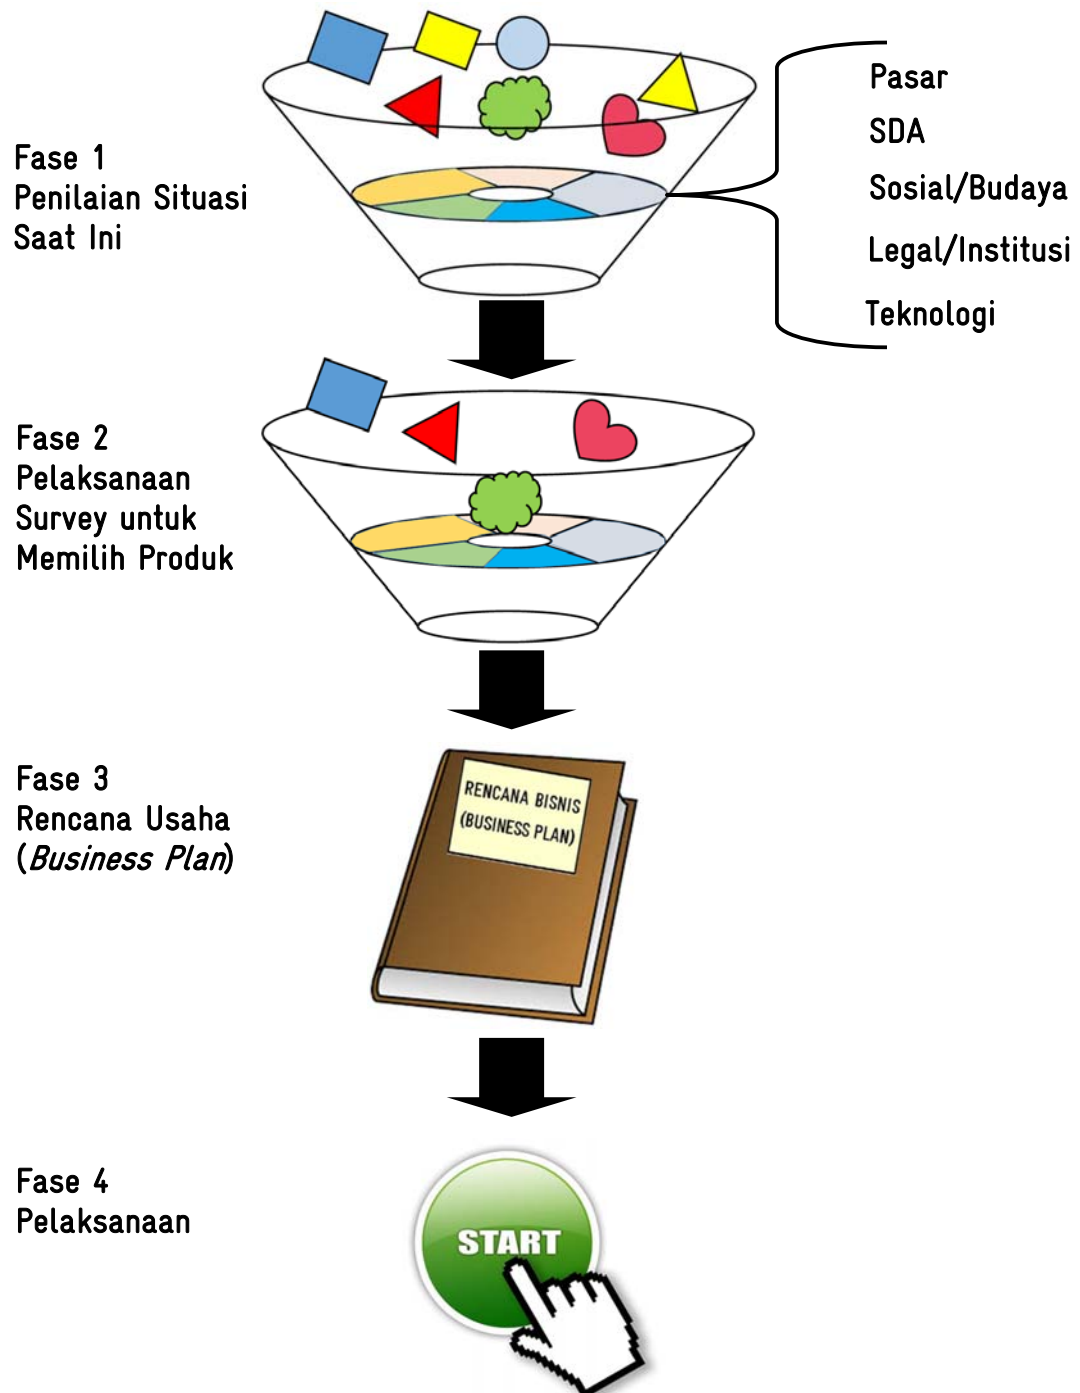 Fase 1
Penilaian Situasi
Saat Ini
Pasar
SDA
Sosial/Budaya
Legal/Institusi
Teknologi
Fase 2
Pelaksanaan
Survey untuk
Memilih Produk
Fase 3
Rencana Usaha
(Business Plan)
RENCANA BISNIS
(BUSINESS PLAN)
Fase 4
Pelaksanaan
START